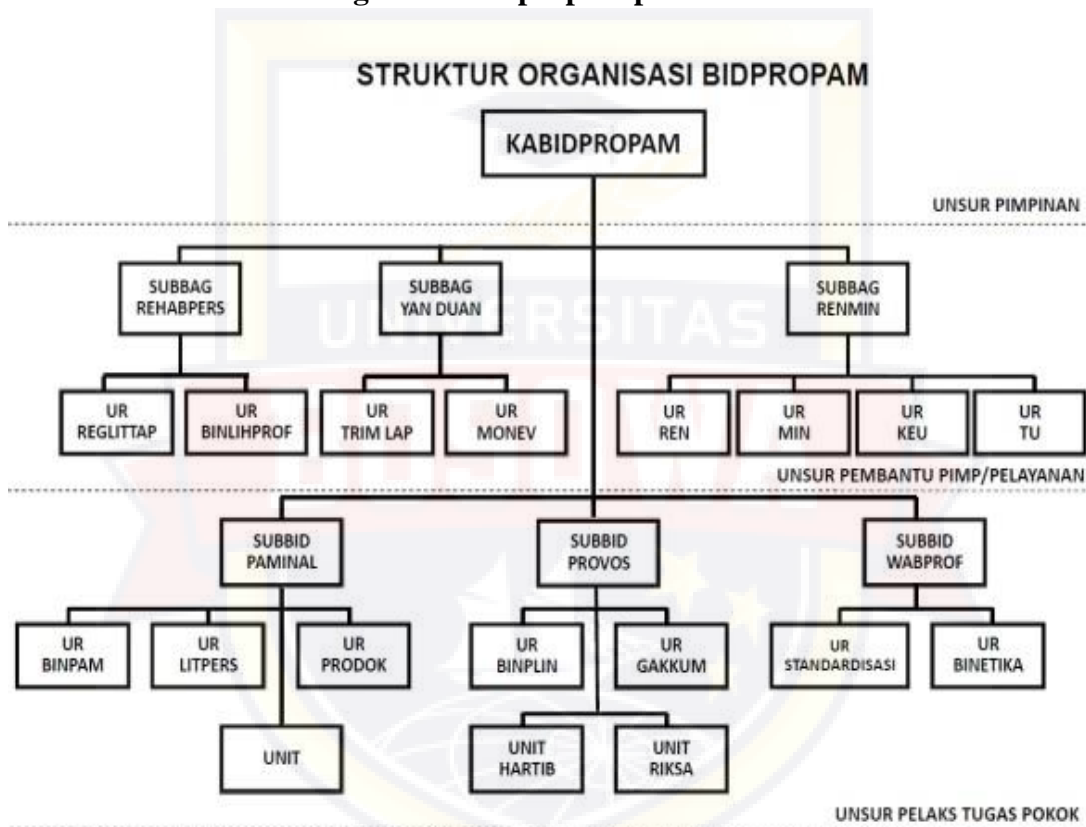 STRUKTUR ORGANISASI BIDPROPAM
KABIDPROPAM
UNSUR PIMPINAN
SUBBAG
REHABPERS
SUBBAG
YAN DUAN
SUBBAG
RENMIN
UR
REGLITTAP
UR
BINLIHPROF
UR
TRIM LAP
UR
MONEV
UR
REN
UR
MIN
UR
KEU
UR
TU
UNSUR PEMBANTU PIMP/PELAYANAN
SUBBID
PAMINAL
SUBBID
PROVOS
SUBBID
WABPROF
UR
BINPAM
UR
LITPERS
UR
PRODOK
UR
BINPLIN
UR
GAKKUM
UR
STANDARDISASI
UR
BINETIKA
UNIT
UNIT
HARTIB
UNIT
RIKSA
UNSUR PELAKS TUGAS POKOK
UNIVERSITAS
BOSOWA